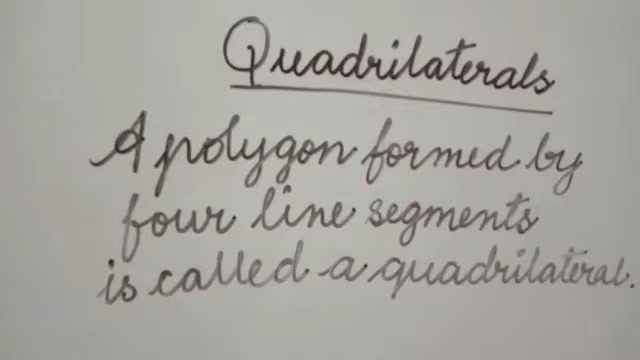 Quadrilaterals
A polygon formed by
four line segments
is called a quadrilateral.